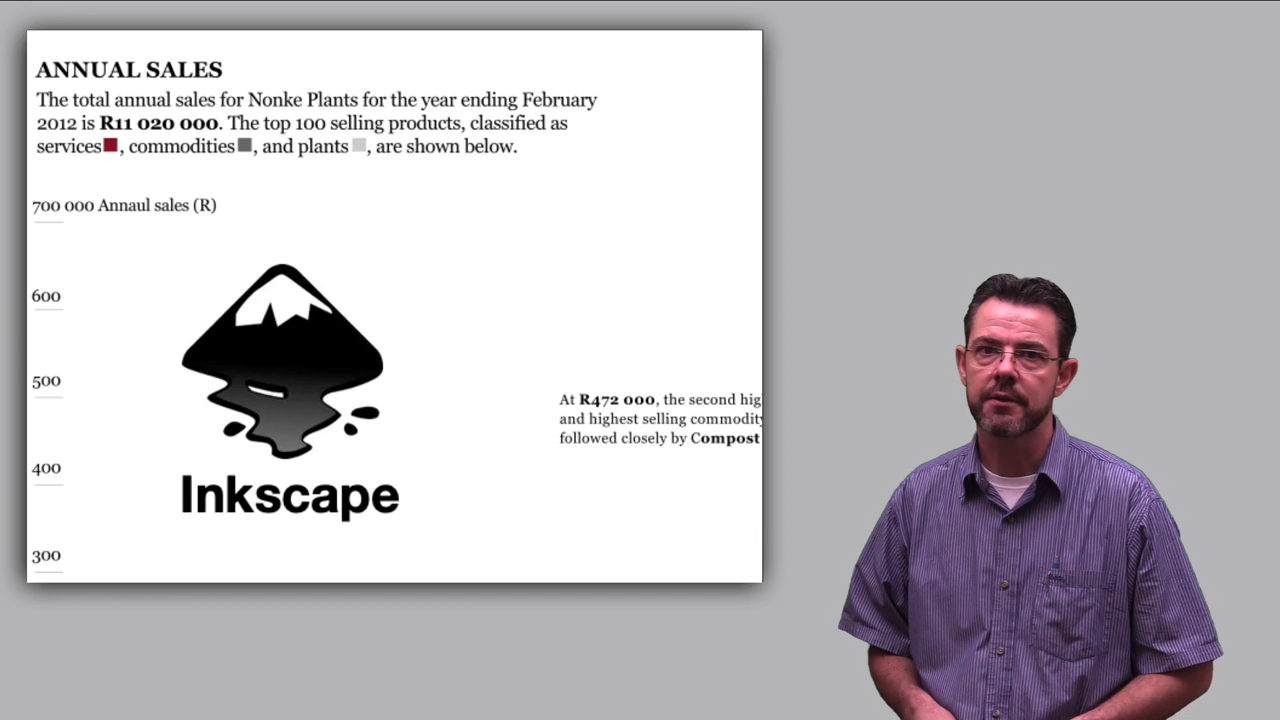 ANNUAL SALES
The total annual sales for Nonke Plants for the year ending February
2012 is R11 020 000. The top 100 selling products, classified as
services, commodities, and plants, are shown below.
700 000 Annaul sales (R)
600
500
At R472 000, the second hig
and highest selling commodity
followed closely by Compost
400
Inkscape
300